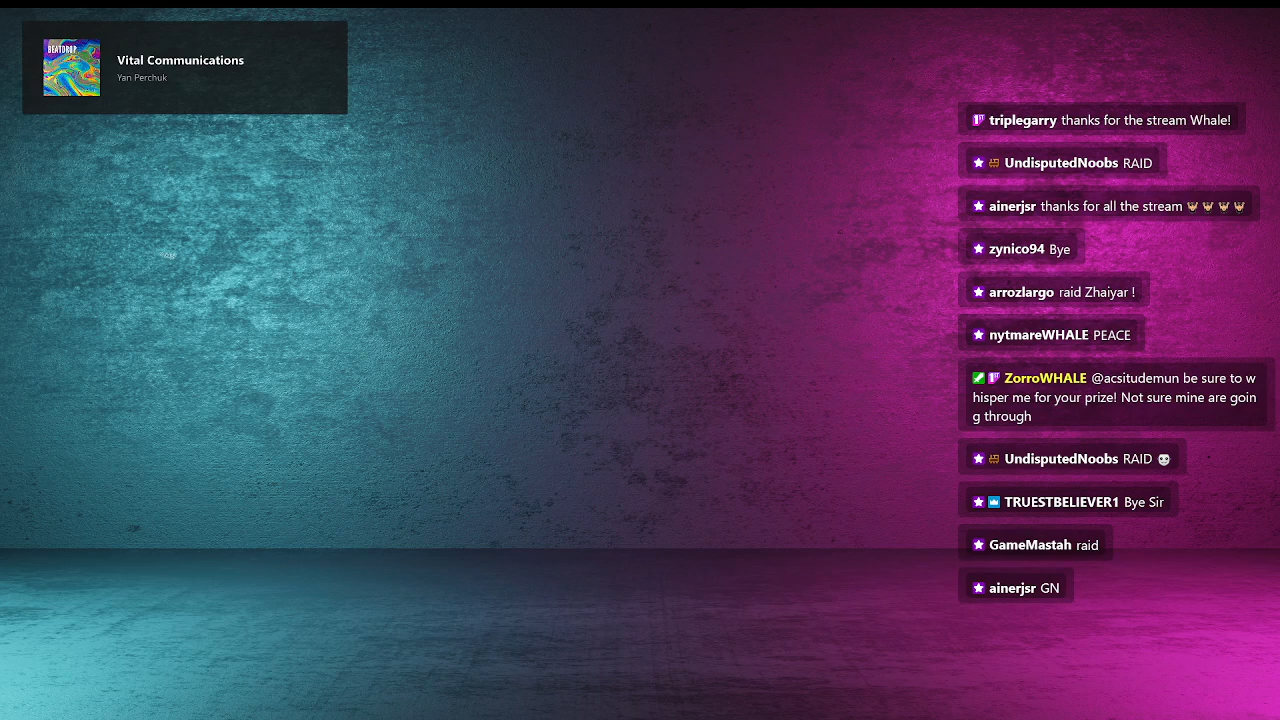 BEATDROP
Vital Communications
Yan Perchuk
triplegarry thanks for the stream Whale!
UndisputedNoobs RAID
ainerjsr thanks for all the stream
zynico94 Bye
arrozlargo raid Zhaiyar !
nytmareWHALE PEACE
ZorroWHALE @acsitudemun be sure to w
hisper me for your prize! Not sure mine are goin
g through
UndisputedNoobs RAID
TRUESTBELIEVER1 Bye Sir
GameMastah raid
ainerjsr GN